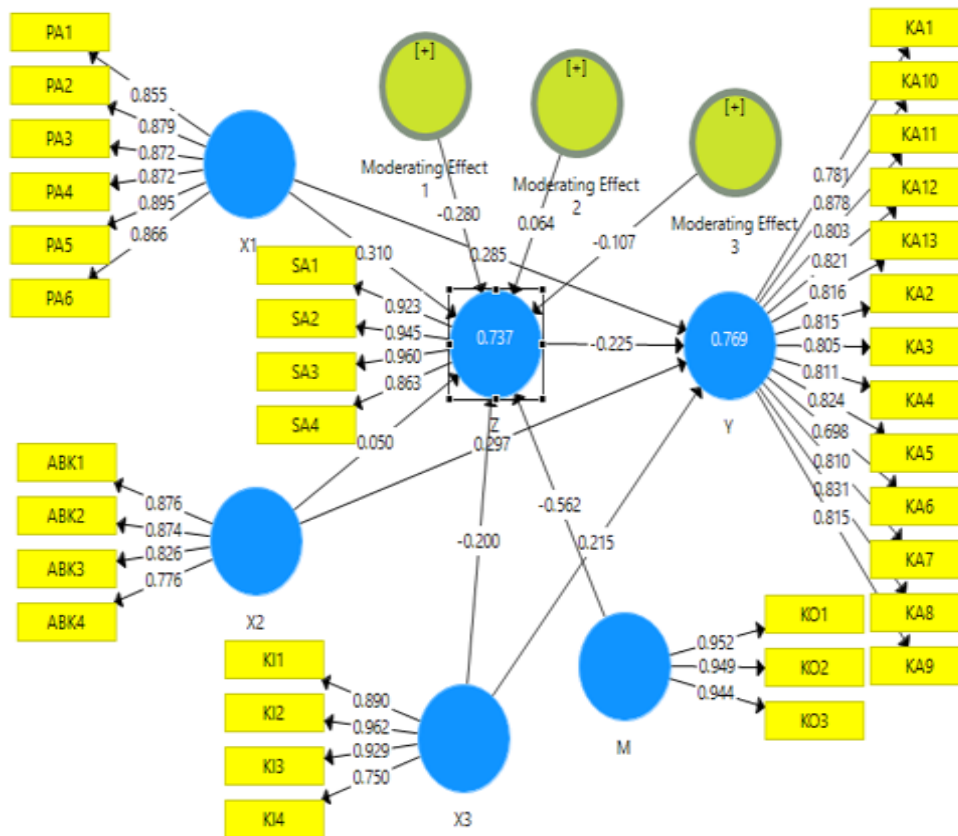 PA1
PA2
PA3
PA4
PA5
PA6
0.855
0.879
0.872
0.872
0.895
0.866
X1
[+]
Moderating Effect
1
[+]
Moderating Effect
2
[+]
Moderating Effect
3
-0.280
0.064
-0.107
0.310
0.285
SA1
SA2
SA3
SA4
0.923
0.945
0.960
0.863
0.737
Z
-0.225
0.769
Y
0.050
0.297
-0.200
-0.562
0.215
ABK1
ABK2
ABK3
ABK4
0.876
0.874
0.826
0.776
X2
KI1
KI2
KI3
KI4
0.890
0.962
0.929
0.750
X3
M
0.952
0.949
0.944
KO1
KO2
KO3
0.781
0.878
0.803
0.821
0.816
0.815
0.805
0.811
0.824
0.698
0.810
0.831
0.815
KA1
KA10
KA11
KA12
KA13
KA2
KA3
KA4
KA5
KA6
KA7
KA8
KA9